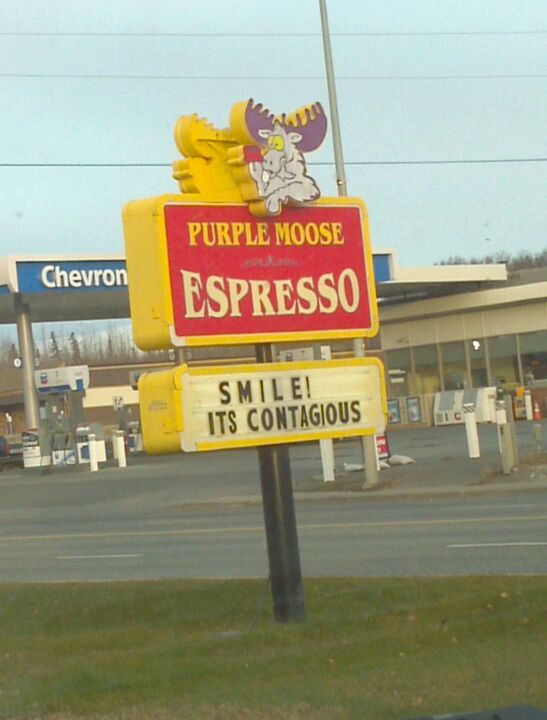 PURPLE MOOSE
ESPRESSO
SMILE!
ITS CONTAGIOUS
Chevron